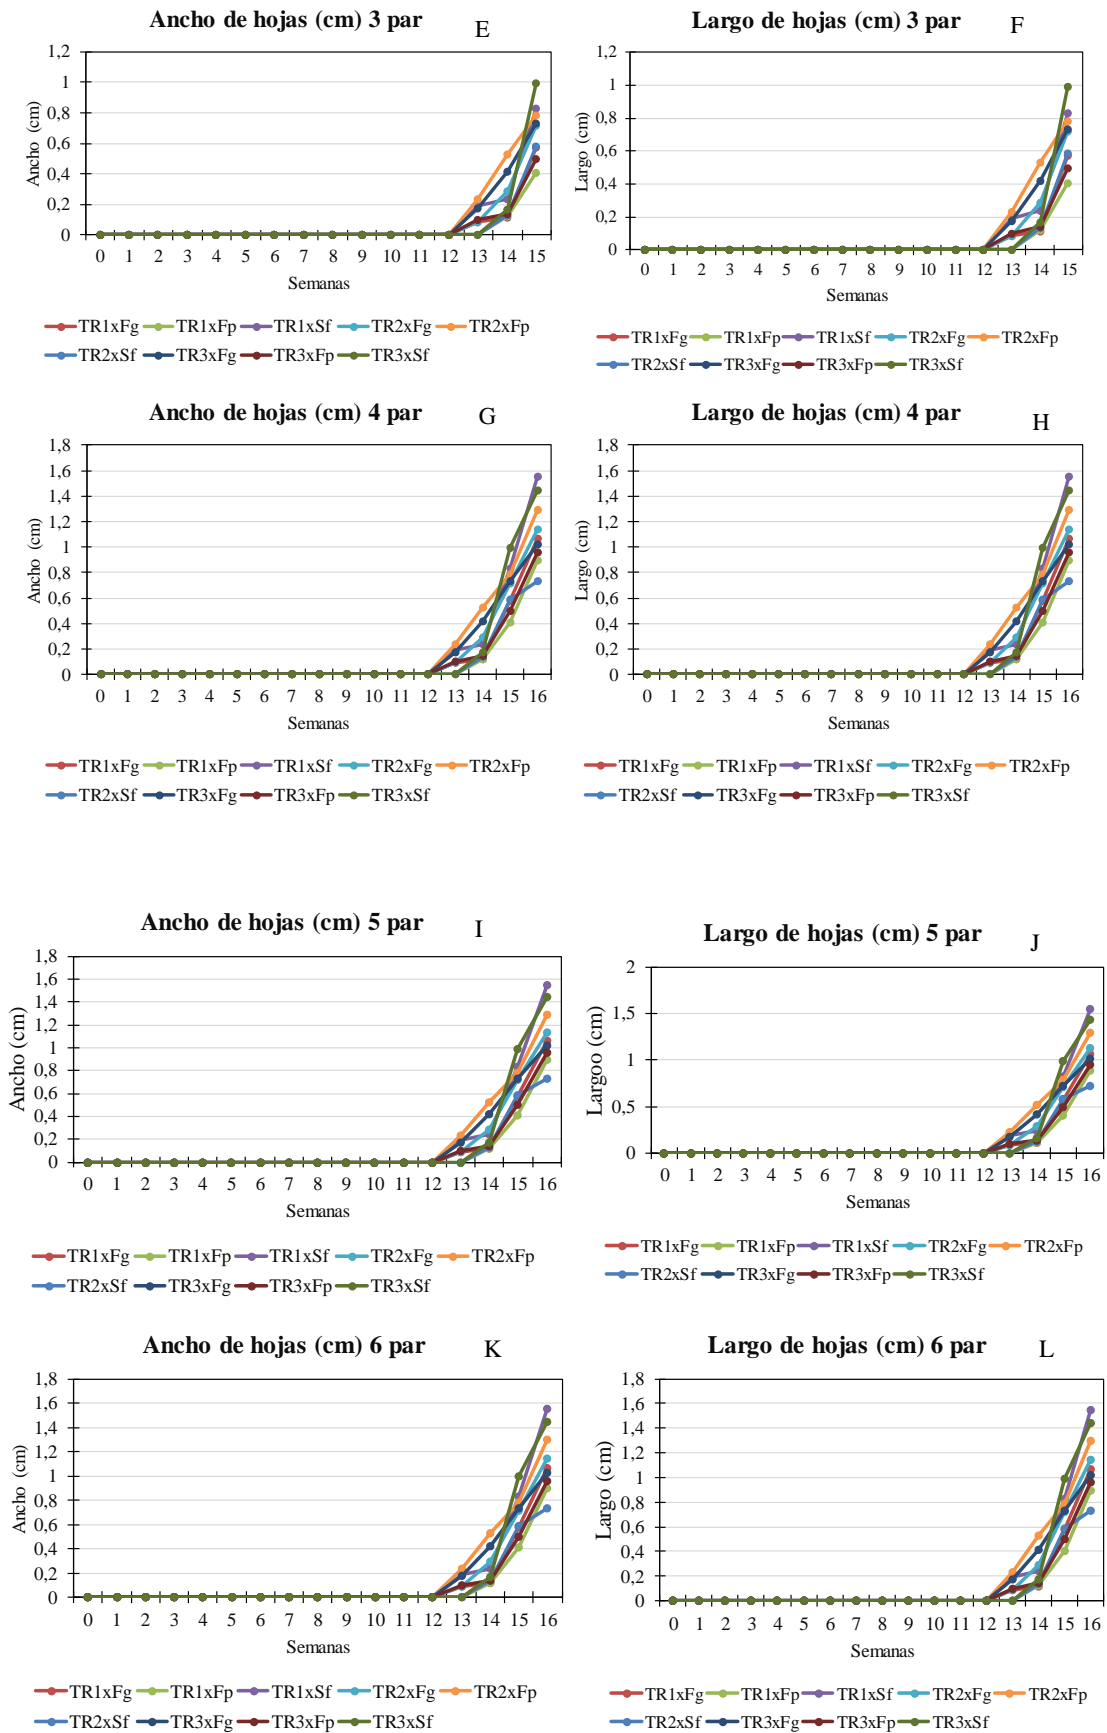 Ancho de hojas (cm) 3 par E
1,2
1
0,8
0,6
0,4
0,2
0
Ancho (cm)
0 1 2 3 4 5 6 7 8 9 10 11 12 13 14 15
Semanas
TR1xFg TR1xFp TR1xSf TR2xFg TR2xFp
TR2xSf TR3xFg TR3xFp TR3xSf
Largo de hojas (cm) 3 par F
1,2
1
0,8
0,6
0,4
0,2
0
Largo (cm)
0 1 2 3 4 5 6 7 8 9 10 11 12 13 14 15
Semanas
TR1xFg TR1xFp TR1xSf TR2xFg TR2xFp
TR2xSf TR3xFg TR3xFp TR3xSf
Ancho de hojas (cm) 4 par G
1,8
1,6
1,4
1,2
1
0,8
0,6
0,4
0,2
0
Ancho (cm)
0 1 2 3 4 5 6 7 8 9 10 11 12 13 14 15 16
Semanas
TR1xFg TR1xFp TR1xSf TR2xFg TR2xFp
TR2xSf TR3xFg TR3xFp TR3xSf
Largo de hojas (cm) 4 par H
1,8
1,6
1,4
1,2
1
0,8
0,6
0,4
0,2
0
Largo (cm)
0 1 2 3 4 5 6 7 8 9 10 11 12 13 14 15 16
Semanas
TR1xFg TR1xFp TR1xSf TR2xFg TR2xFp
TR2xSf TR3xFg TR3xFp TR3xSf
Ancho de hojas (cm) 5 par I
1,8
1,6
1,4
1,2
1
0,8
0,6
0,4
0,2
0
Ancho (cm)
0 1 2 3 4 5 6 7 8 9 10 11 12 13 14 15 16
Semanas
TR1xFg TR1xFp TR1xSf TR2xFg TR2xFp
TR2xSf TR3xFg TR3xFp TR3xSf
Largo de hojas (cm) 5 par J
2
1,5
1
0,5
0
Largoo (cm)
0 1 2 3 4 5 6 7 8 9 10 11 12 13 14 15 16
Semanas
TR1xFg TR1xFp TR1xSf TR2xFg TR2xFp
TR2xSf TR3xFg TR3xFp TR3xSf
Ancho de hojas (cm) 6 par K
1,8
1,6
1,4
1,2
1
0,8
0,6
0,4
0,2
0
Ancho (cm)
0 1 2 3 4 5 6 7 8 9 10 11 12 13 14 15 16
Semanas
TR1xFg TR1xFp TR1xSf TR2xFg TR2xFp
TR2xSf TR3xFg TR3xFp TR3xSf
Largo de hojas (cm) 6 par L
1,8
1,6
1,4
1,2
1
0,8
0,6
0,4
0,2
0
Largo (cm)
0 1 2 3 4 5 6 7 8 9 10 11 12 13 14 15 16
Semanas
TR1xFg TR1xFp TR1xSf TR2xFg TR2xFp
TR2xSf TR3xFg TR3xFp TR3xSf